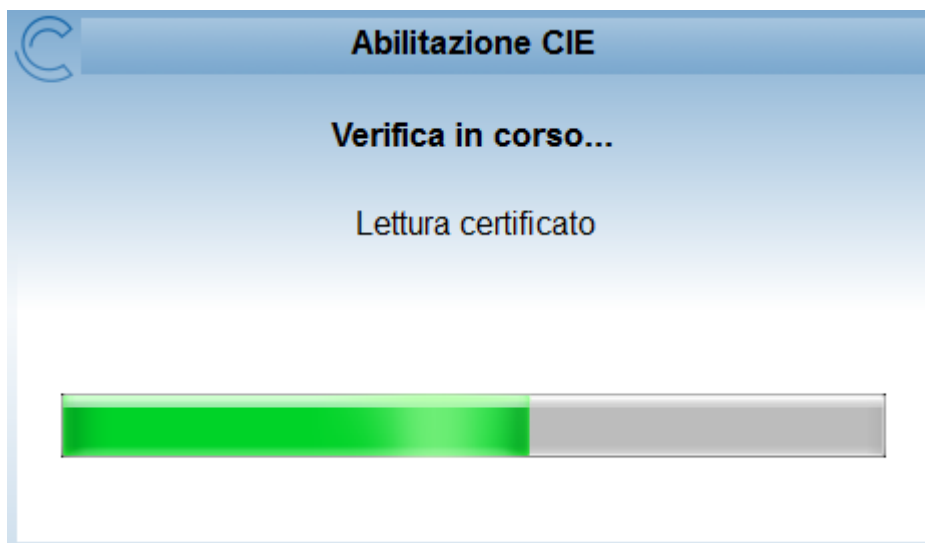 Abilitazione CIE
Verifica in corso...
Lettura certificato